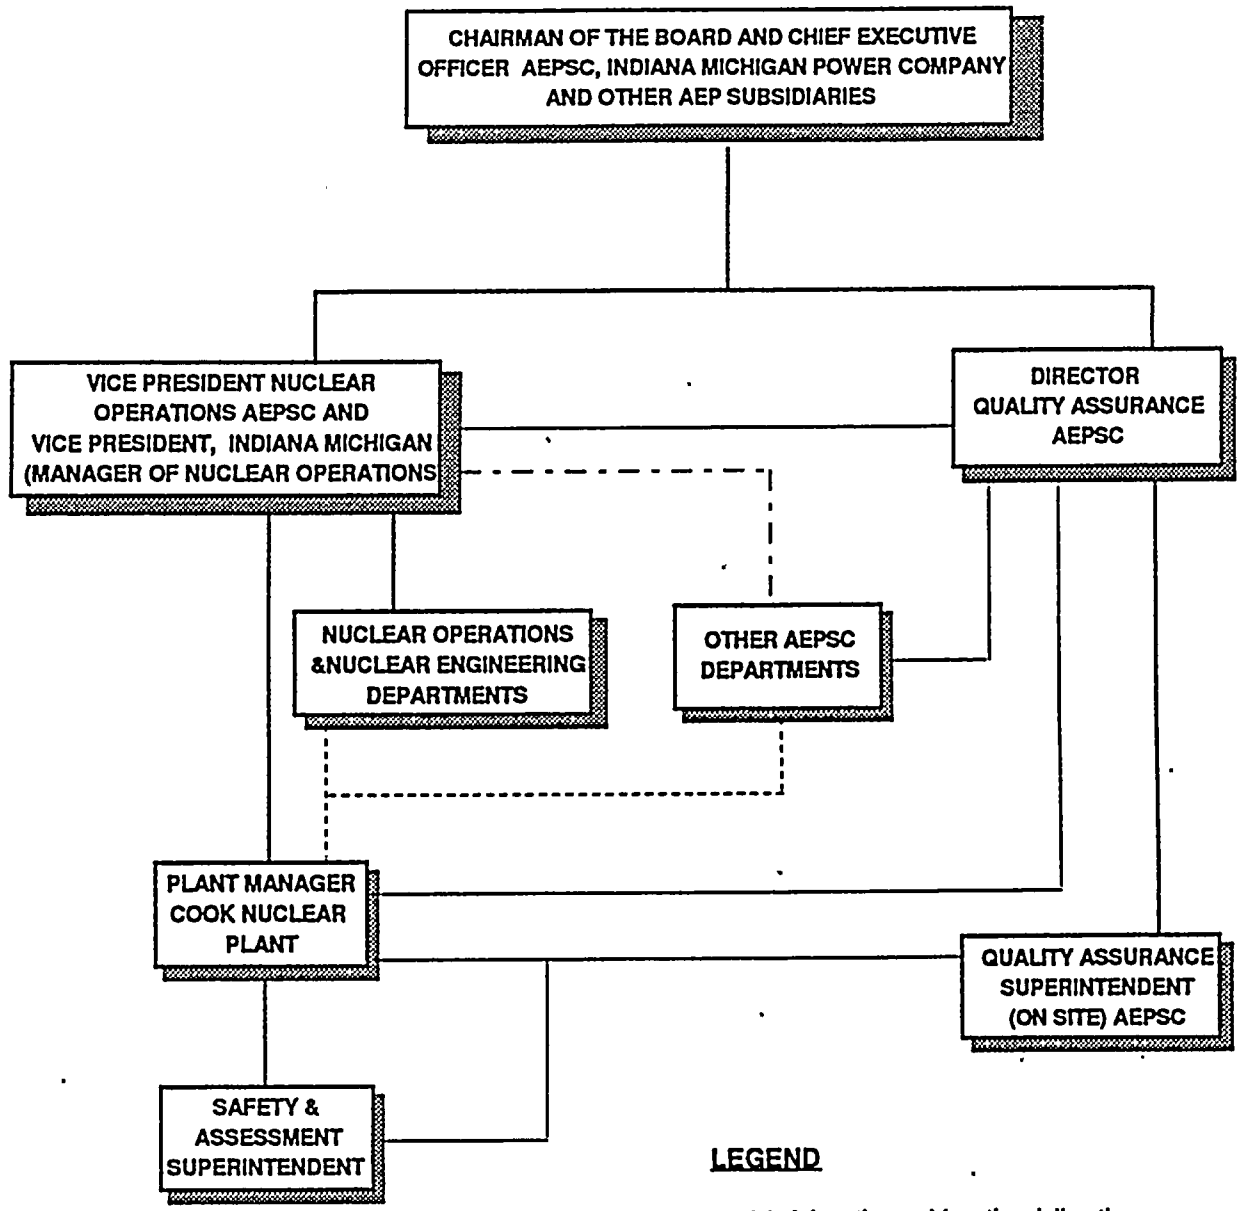 CHAIRMAN OF THE BOARD AND CHIEF EXECUTIVE
OFFICER AEPSC, INDIANA MICHIGAN POWER COMPANY
AND OTHER AEP SUBSIDIARIES
VICE PRESIDENT NUCLEAR
OPERATIONS AEPSC AND
VICE PRESIDENT, INDIANA MICHIGAN
(MANAGER OF NUCLEAR OPERATIONS
DIRECTOR
QUALITY ASSURANCE
AEPSC
NUCLEAR OPERATIONS
&NUCLEAR ENGINEERING
DEPARTMENTS
OTHER AEPSC
DEPARTMENTS
PLANT MANAGER
COOK NUCLEAR
PLANT
QUALITY ASSURANCE
SUPERINTENDENT
(ON SITE) AEPSC
SAFETY &
ASSESSMENT
SUPERINTENDENT
LEGEND